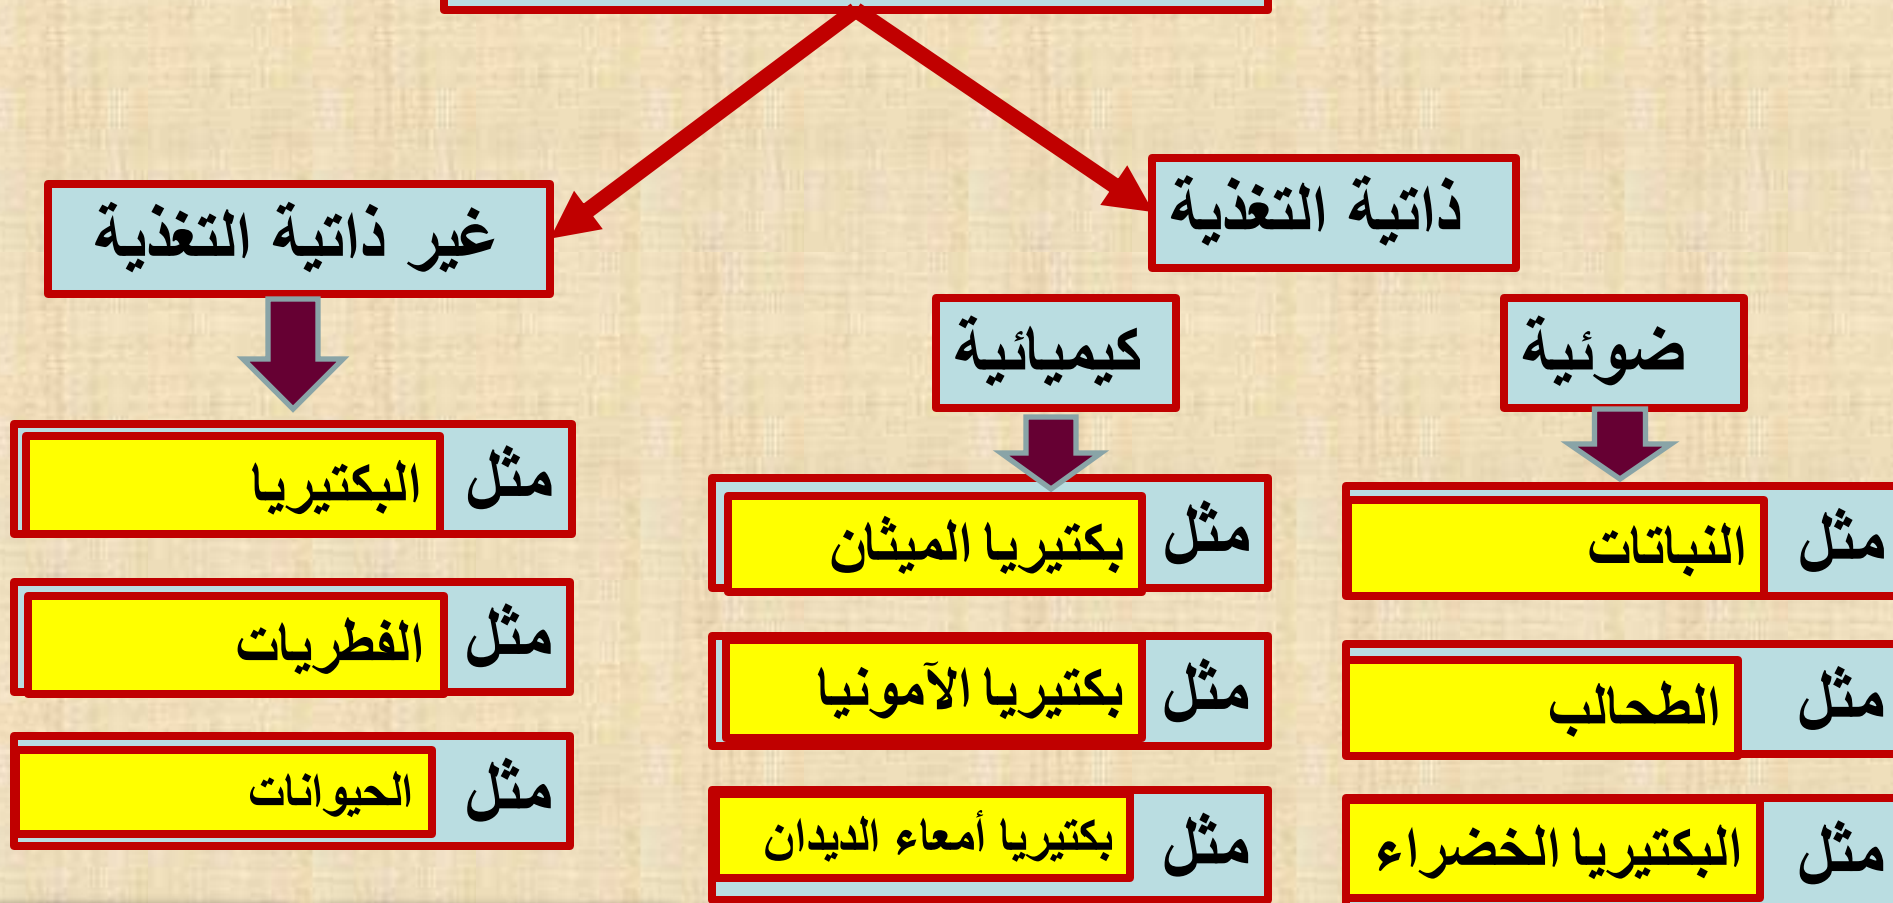 ذاتية التغذية
غير ذاتية التغذية
ضوئية
كيميائية
مثل النباتات
مثل الطحالب
مثل البكتيريا الخضراء
مثل بكتيريا الميثان
مثل بكتيريا الآمونيا
مثل بكتيريا أمعاء الديدان
مثل البكتيريا
مثل الفطريات
مثل الحيوانات